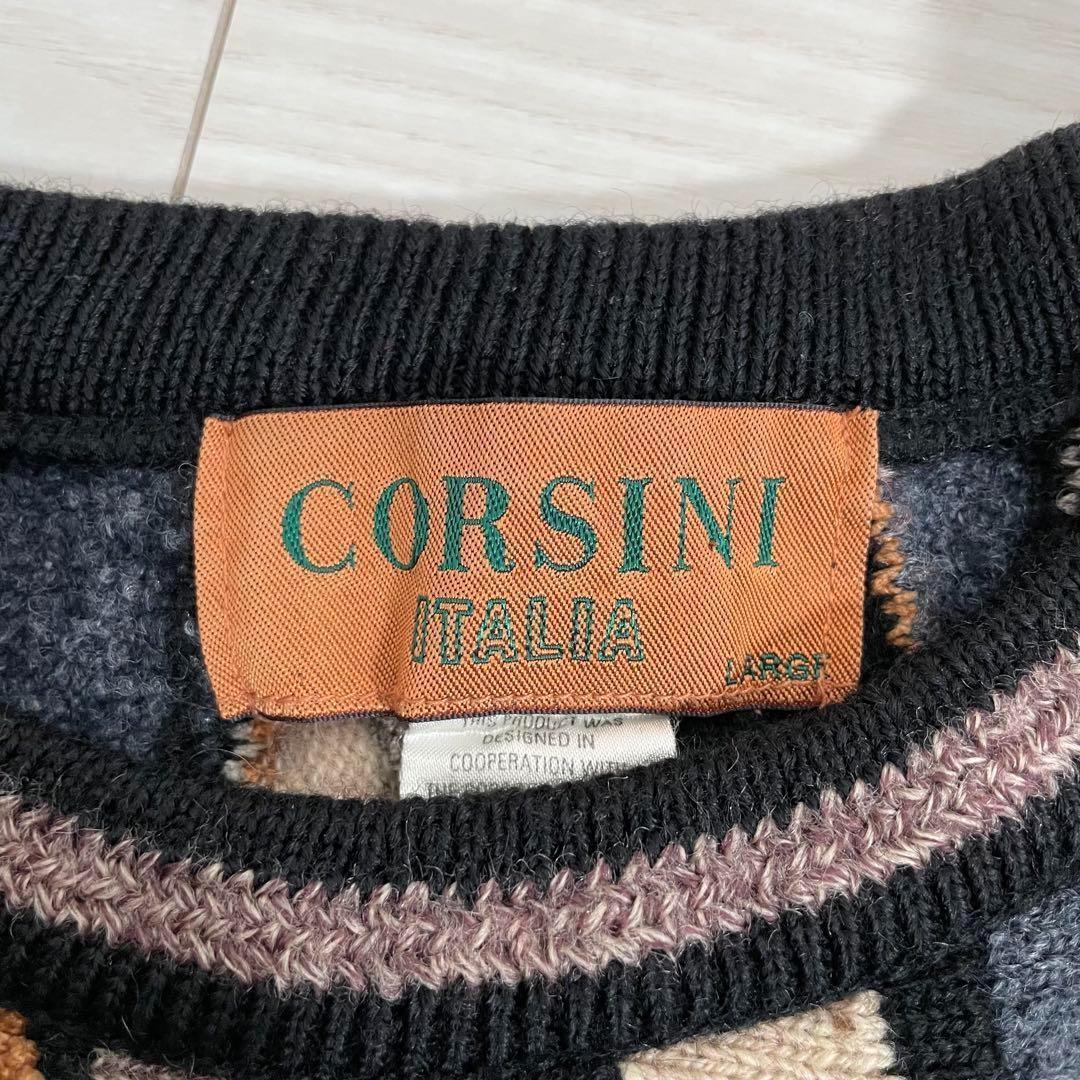 CORSINI
ITALIA
LARGE
THIS PRODUCT WAS
DESIGNED IN
COOPERATION WITH